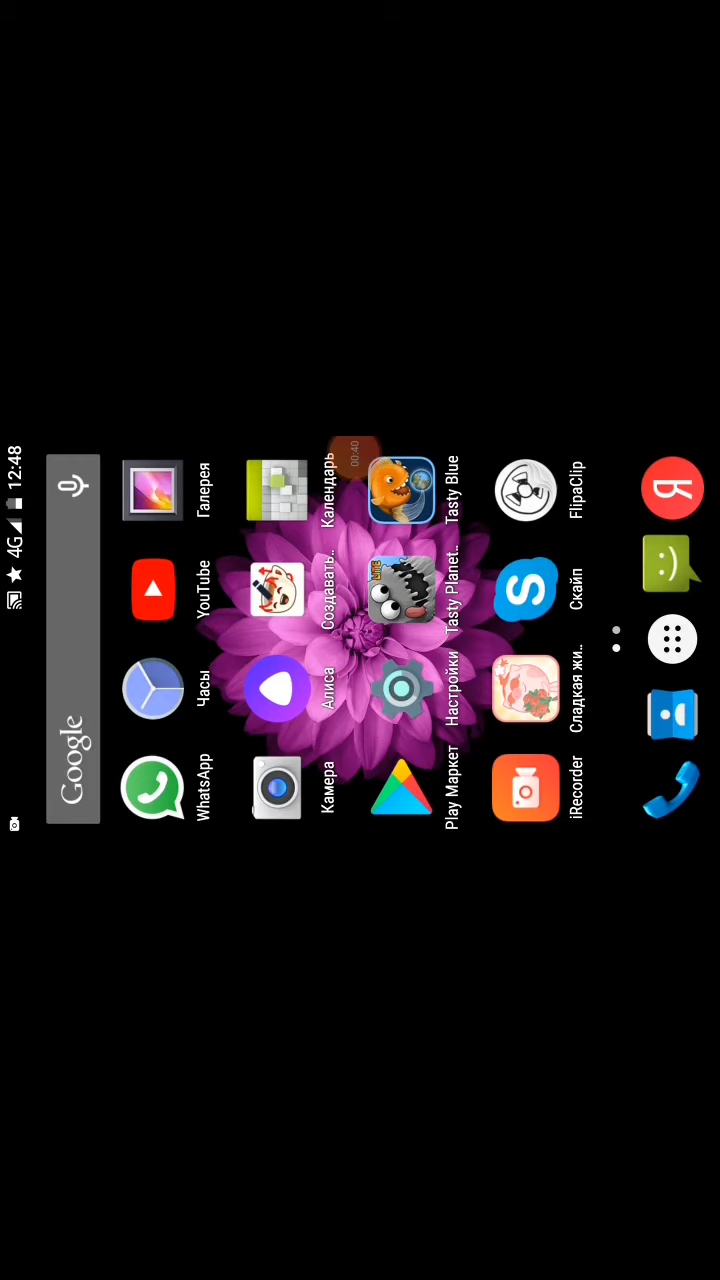 12:48
4G
Google
WhatsApp
Часы
YouTube
Галерея
Камера
Алиса
Создавать..
Календарь
00:40
Play Маркет
Настройки
Tasty Planet..
LITE
Tasty Blue
iRecorder
Сладкая жи..
Скайп
FlipaClip
Я